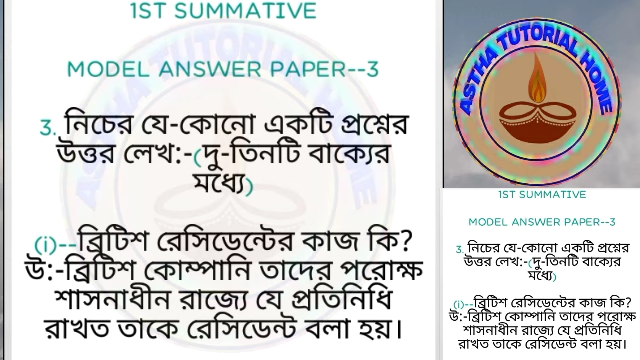 1ST SUMMATIVE
MODEL ANSWER PAPER--3
3. নিচের যে-কোনো একটি প্রশ্নের
উত্তর লেখ:-(দু-তিনটি বাক্যের
মধ্যে)
(i)--ব্রিটিশ রেসিডেন্টের কাজ কি?
উ:-ব্রিটিশ কোম্পানি তাদের পরোক্ষ
শাসনাধীন রাজ্যে যে প্রতিনিধি
রাখত তাকে রেসিডেন্ট বলা হয়।
ASTHA TUTORIAL HOME
1ST SUMMATIVE
MODEL ANSWER PAPER--3
3. নিচের যে-কোনো একটি প্রশ্নের
উত্তর লেখ:-(দু-তিনটি বাক্যের
মধ্যে)
(i)--ব্রিটিশ রেসিডেন্টের কাজ কি?
উ:-ব্রিটিশ কোম্পানি তাদের পরোক্ষ
শাসনাধীন রাজ্যে যে প্রতিনিধি
রাখত তাকে রেসিডেন্ট বলা হয়।